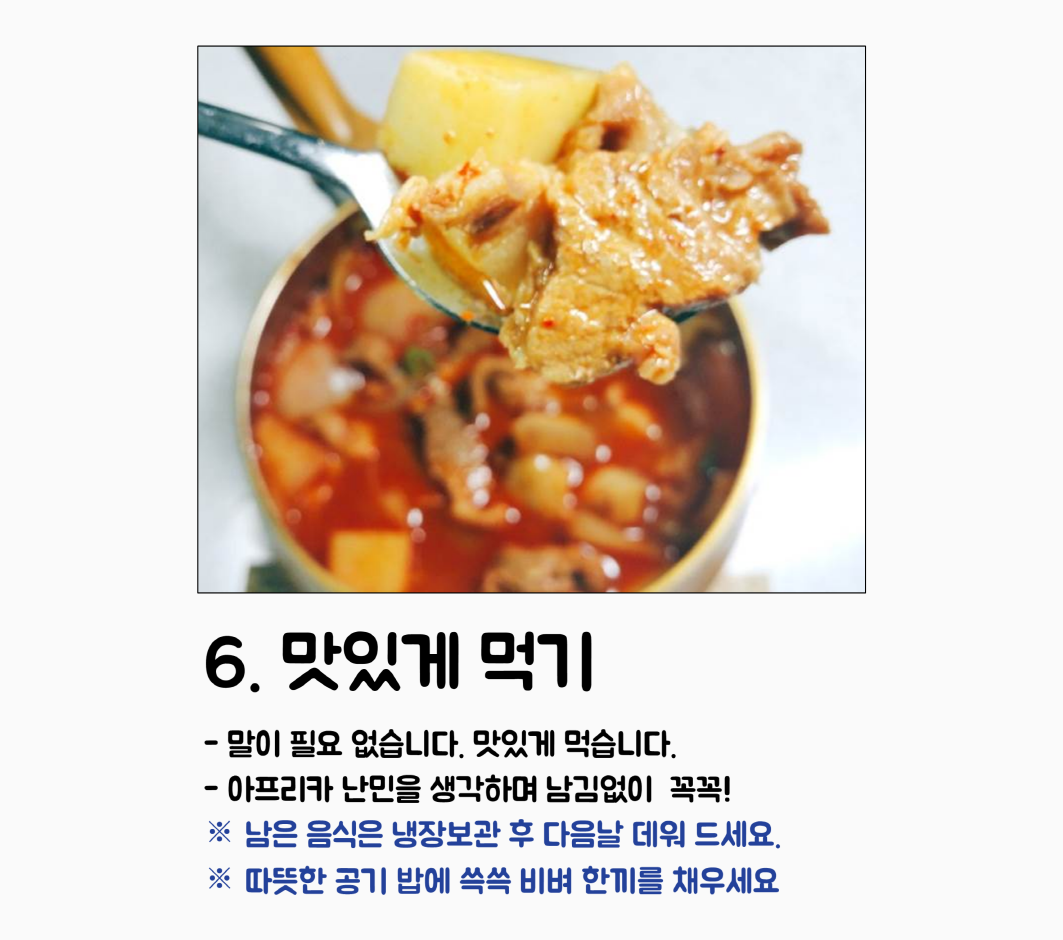 6. 맛있게 먹기
- 말이 필요 없습니다. 맛있게 먹습니다.
- 아프리카 난민을 생각하며 남김없이 꼭꼭!
※ 남은 음식은 냉장보관 후 다음날 데워 드세요.
※ 따뜻한 공기 밥에 쓱쓱 비벼 한끼를 채우세요